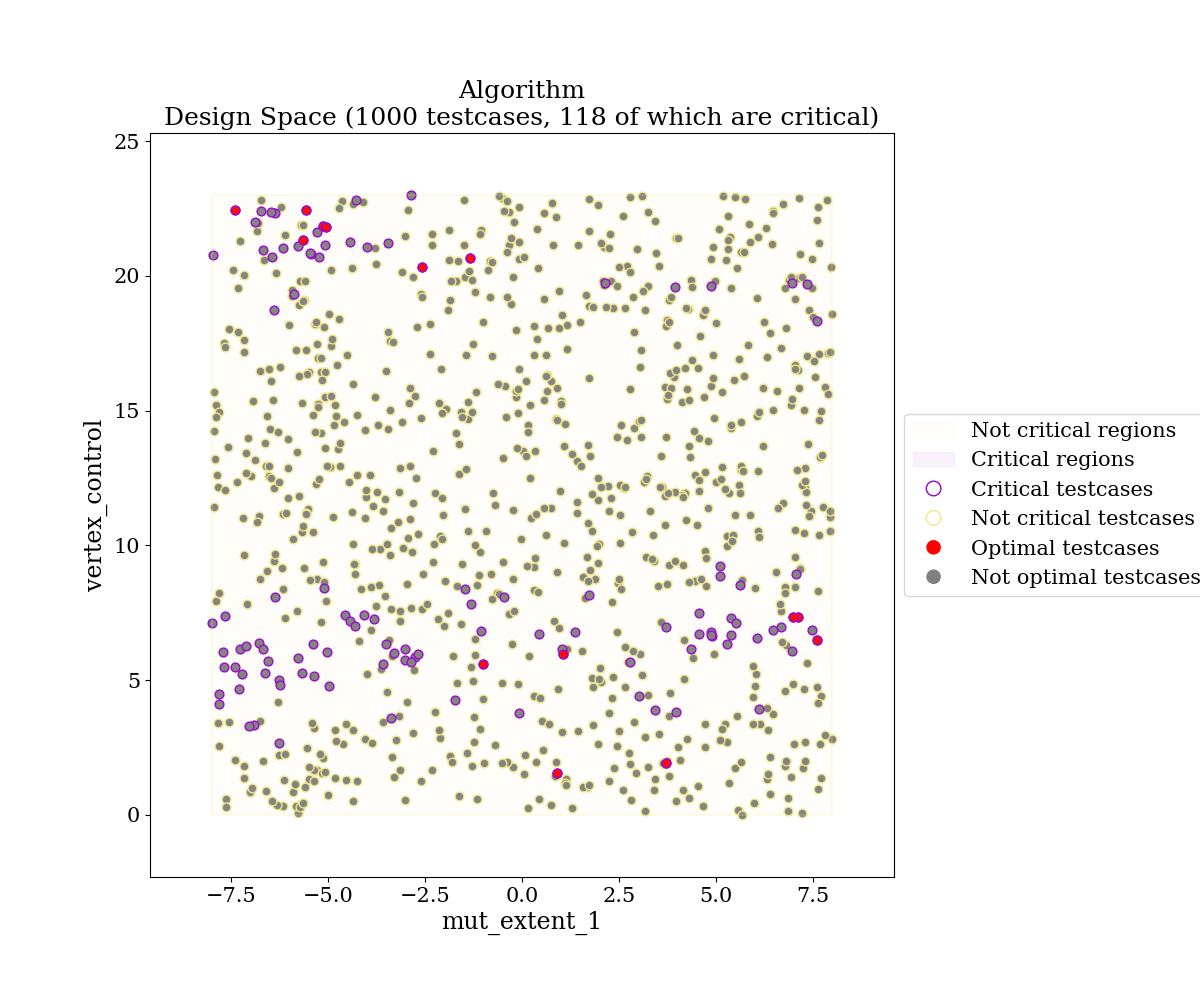 Algorithm
Design Space (1000 testcases, 118 of which are critical)
25
20
15
10
5
0
vertex_control
−7.5
−5.0
−2.5
0.0
2.5
5.0
7.5
mut_extent_1
Not critical regions
Critical regions
Critical testcases
Not critical testcases
Optimal testcases
Not optimal testcases